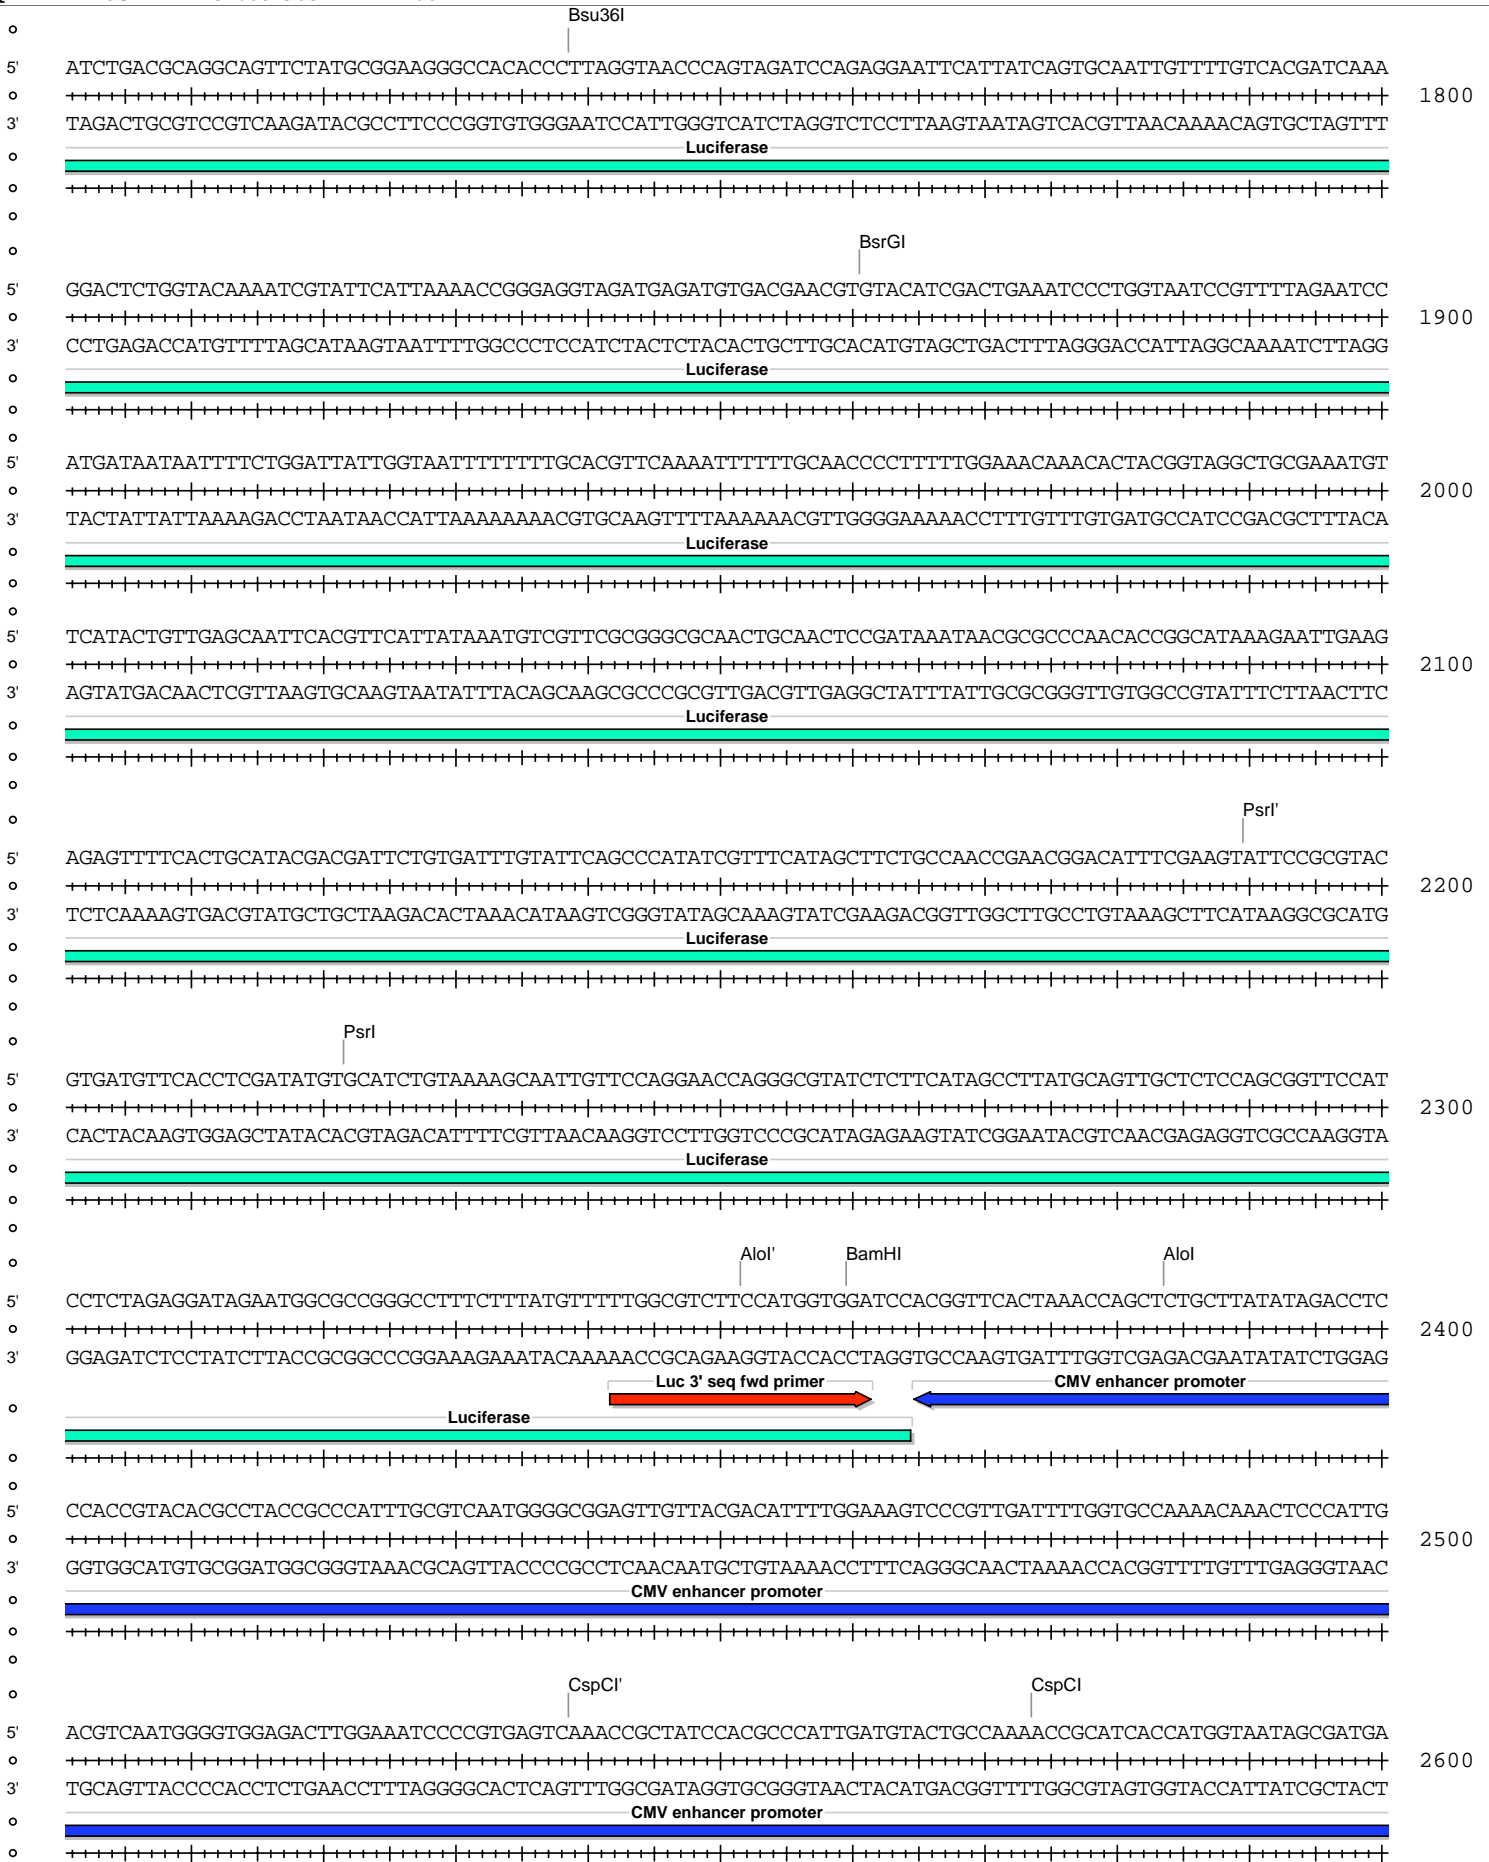 Bsu36I
5' ATCTGACGCAGGCAGTTCTATGCGGAAGGGCCACACCCTTAGGTAACCCAGTAGATCCAGAGGAATTCATTATCAGTGCAATTGTTTTGTCACGATCAAA
1800
3' TAGACTGCGTCCGTCAAGATACGCCTTCCCGGTGTGGGAATCCATTGGGTCATCTAGGTCTCCTTAAGTAATAGTCACGTTAACAAAACAGTGCTAGTTT
Luciferase
BsrGI
5' GGACTCTGGTACAAAATCGTATTCATTAAAACCGGGAGGTAGATGAGATGTGACGAACGTGTACATCGACTGAAATCCCTGGTAATCCGTTTTAGAATCC
1900
3' CCTGAGACCATGTTTTAGCATAAGTAATTTTGGCCCTCCATCTACTCTACACTGCTTGCACATGTAGCTGACTTTAGGGACCATTAGGCAAAATCTTAGG
Luciferase
5' ATGATAATAATTTTCTGGATTATTGGTAATTTTTTTTGCACGTTCAAAATTTTTTGCAACCCCTTTTTGGAAACAAACACTACGGTAGGCTGCGAAATGT
2000
3' TACTATTATTAAAAGACCTAATAACCATTAAAAAAAACGTGCAAGTTTTAAAAAACGTTGGGGAAAAACCTTTGTTTGTGATGCCATCCGACGCTTTACA
Luciferase
5' TCATACTGTTGAGCAATTCACGTTCATTATAAATGTCGTTCGCGGGCGCAACTGCAACTCCGATAAATAACGCGCCCAACACCGGCATAAAGAATTGAAG
2100
3' AGTATGACAACTCGTTAAGTGCAAGTAATATTTACAGCAAGCGCCCGCGTTGACGTTGAGGCTATTTATTGCGCGGGTTGTGGCCGTATTTCTTAACTTC
Luciferase
PsrI'
5' AGAGTTTTCACTGCATACGACGATTCTGTGATTTGTATTCAGCCCATATCGTTTCATAGCTTCTGCCAACCGAACGGACATTTCGAAGTATTCCGCGTAC
2200
3' TCTCAAAAGTGACGTATGCTGCTAAGACACTAAACATAAGTCGGGTATAGCAAAGTATCGAAGACGGTTGGCTTGCCTGTAAAGCTTCATAAGGCGCATG
Luciferase
PsrI
5' GTGATGTTCACCTCGATATGTGCATCTGTAAAAGCAATTGTTCCAGGAACCAGGGCGTATCTCTTCATAGCCTTATGCAGTTGCTCTCCAGCGGTTCCAT
2300
3' CACTACAAGTGGAGCTATACACGTAGACATTTTCGTTAACAAGGTCCTTGGTCCCGCATAGAGAAGTATCGGAATACGTCAACGAGAGGTCGCCAAGGTA
Luciferase
AloI' BamHI AloI
5' CCTCTAGAGGATAGAATGGCGCCGGGCCTTTCTTTATGTTTTTGGCGTCTTCCATGGTGGATCCACGGTTCACTAAACCAGCTCTGCTTATATAGACCTC
2400
3' GGAGATCTCCTATCTTACCGCGGCCCGGAAAGAAATACAAAAACCGCAGAAGGTACCACCTAGGTGCCAAGTGATTTGGTCGAGACGAATATATCTGGAG
Luc 3' seq fwd primer CMV enhancer promoter
Luciferase
5' CCACCGTACACGCCTACCGCCCATTTGCGTCAATGGGGCGGAGTTGTTACGACATTTTGGAAAGTCCCGTTGATTTTGGTGCCAAAACAAACTCCCATTG
2500
3' GGTGGCATGTGCGGATGGCGGGTAAACGCAGTTACCCCGCCTCAACAATGCTGTAAAACCTTTCAGGGCAACTAAAACCACGGTTTTGTTTGAGGGTAAC
CMV enhancer promoter
CspCI' CspCI
5' ACGTCAATGGGGTGGAGACTTGGAAATCCCCGTGAGTCAAACCGCTATCCACGCCCATTGATGTACTGCCAAAACCGCATCACCATGGTAATAGCGATGA
2600
3' TGCAGTTACCCCACCTCTGAACCTTTAGGGGCACTCAGTTTGGCGATAGGTGCGGGTAACTACATGACGGTTTTGGCGTAGTGGTACCATTATCGCTACT
CMV enhancer promoter